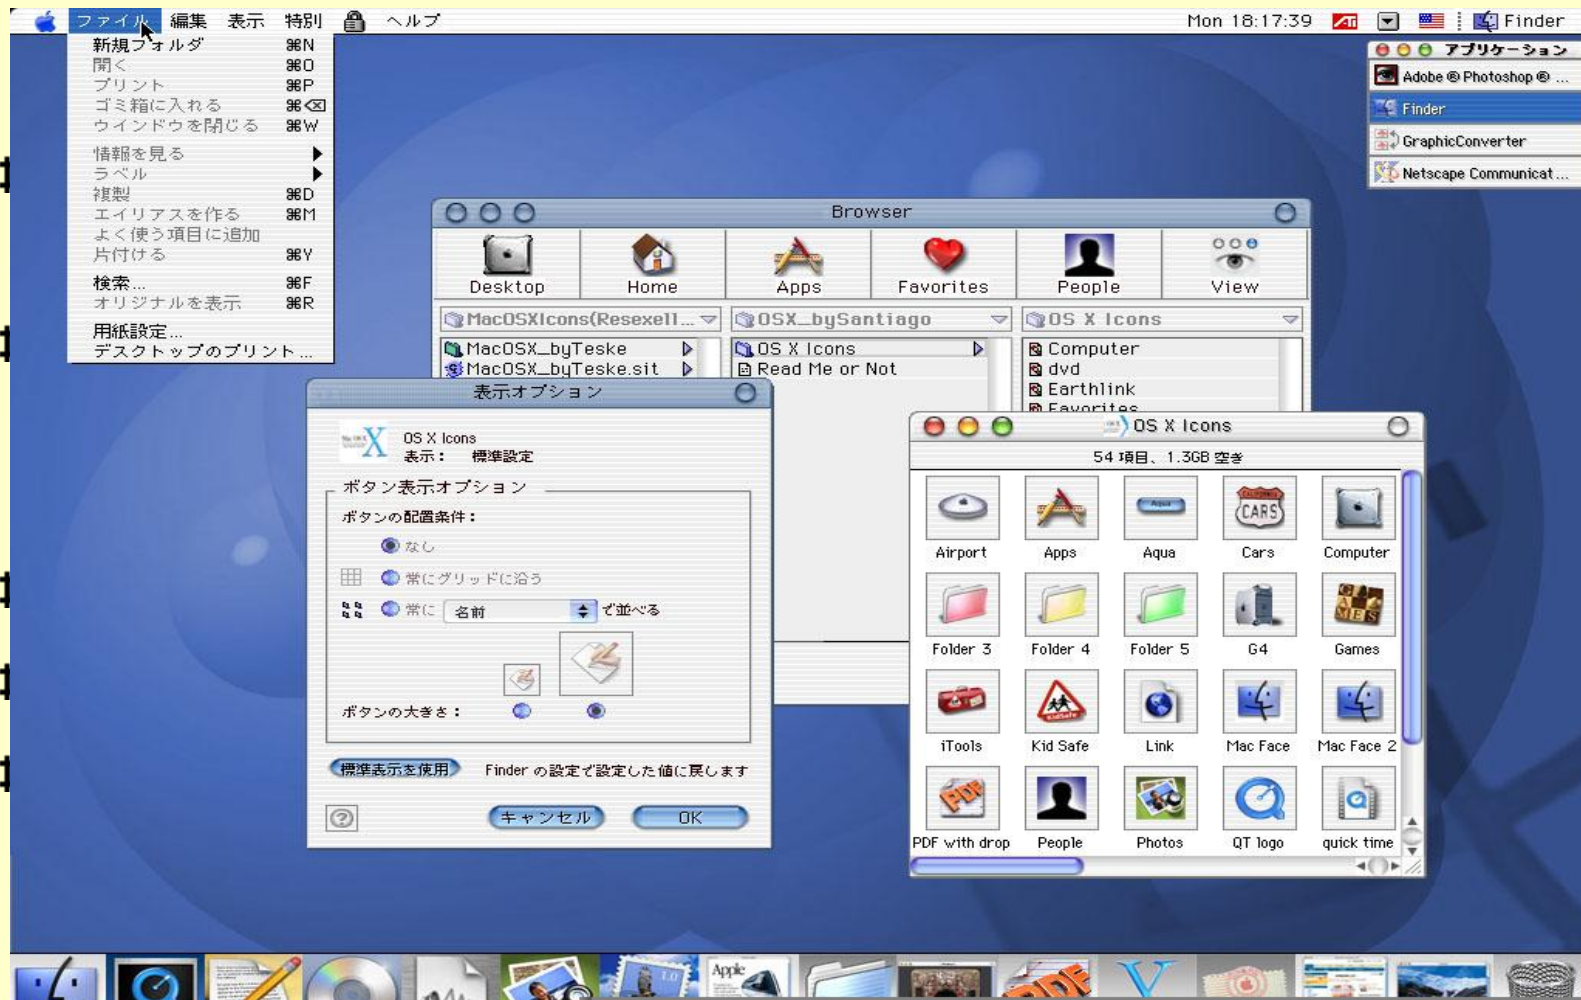 ファイル 編集 表示 特別 ヘルプ Mon 18:17:39 ATI Finder
新規フォルダ ⌘N
開く ⌘O
プリント ⌘P
ゴミ箱に入れる ⌘⌫
ウインドウを閉じる ⌘W
情報を見る
ラベル
複製 ⌘D
エイリアスを作る ⌘M
よく使う項目に追加
片付ける ⌘Y
検索... ⌘F
オリジナルを表示 ⌘R
用紙設定...
デスクトップのプリント...
アプリケーション
Adobe ® Photoshop ® ...
Finder
GraphicConverter
Netscape Communicat...
Browser
Desktop Home Apps Favorites People View
MacOSXIcons(Resexell... OSX_bySantiago OS X Icons
MacOSX_byTeske OS X Icons Computer
MacOSX_byTeske.sit Read Me or Not dvd
Earthlink
Favorites
表示オプション
OS X Icons
表示： 標準設定
ボタン表示オプション
ボタンの配置条件：
なし
常にグリッドに沿う
常に 名前 で並べる
ボタンの大きさ：
標準表示を使用 Finder の設定で設定した値に戻します
キャンセル OK
OS X Icons
54 項目、1.3GB 空き
CARS
Airport Apps Aqua Cars Computer
GAMES
Folder 3 Folder 4 Folder 5 G4 Games
KidSafe
iTools Kid Safe Link Mac Face Mac Face 2
PDF
PDF with drop People Photos QT logo quick time
1.0 Apple PDF